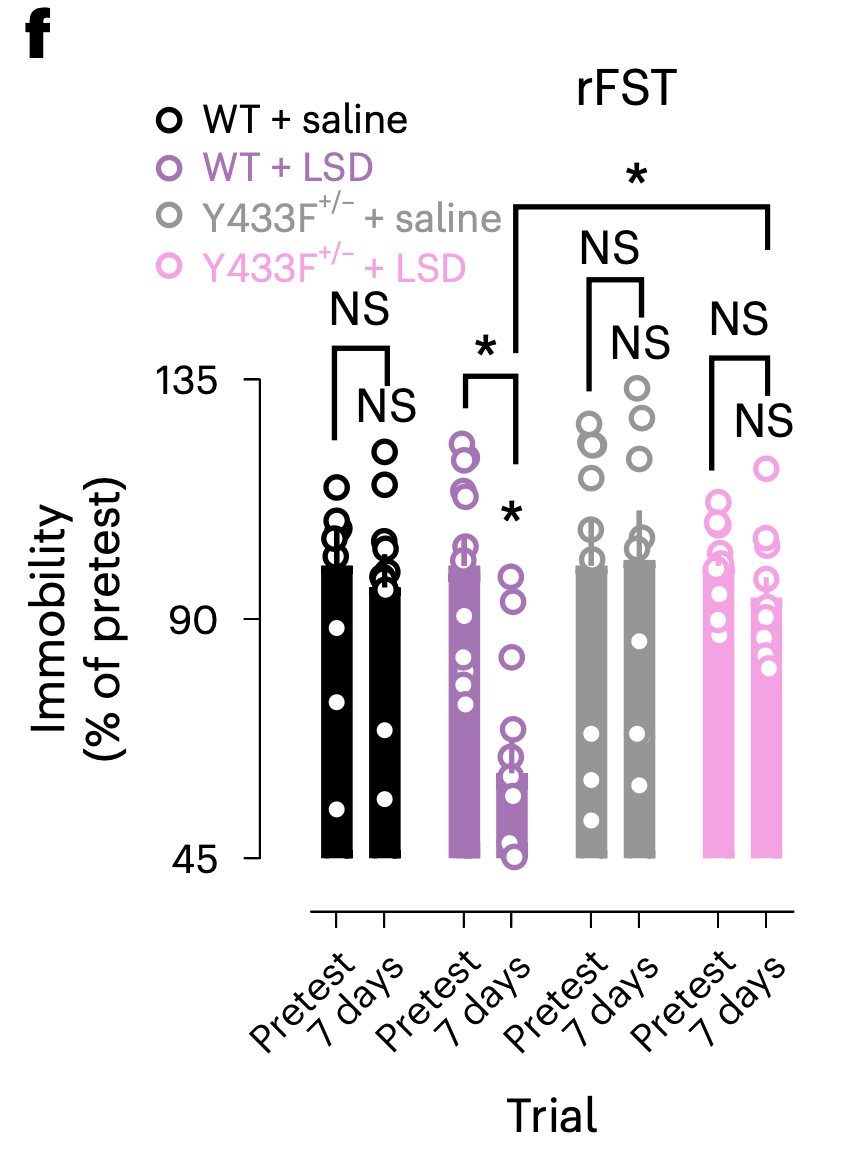 f
rFST
WT + saline
WT + LSD
Y433F+/− + saline
Y433F+/− + LSD
*
NS
NS
*
NS
NS
NS
NS
*
135
90
45
Immobility
(% of pretest)
Pretest
7 days
Pretest
7 days
Pretest
7 days
Pretest
7 days
Trial